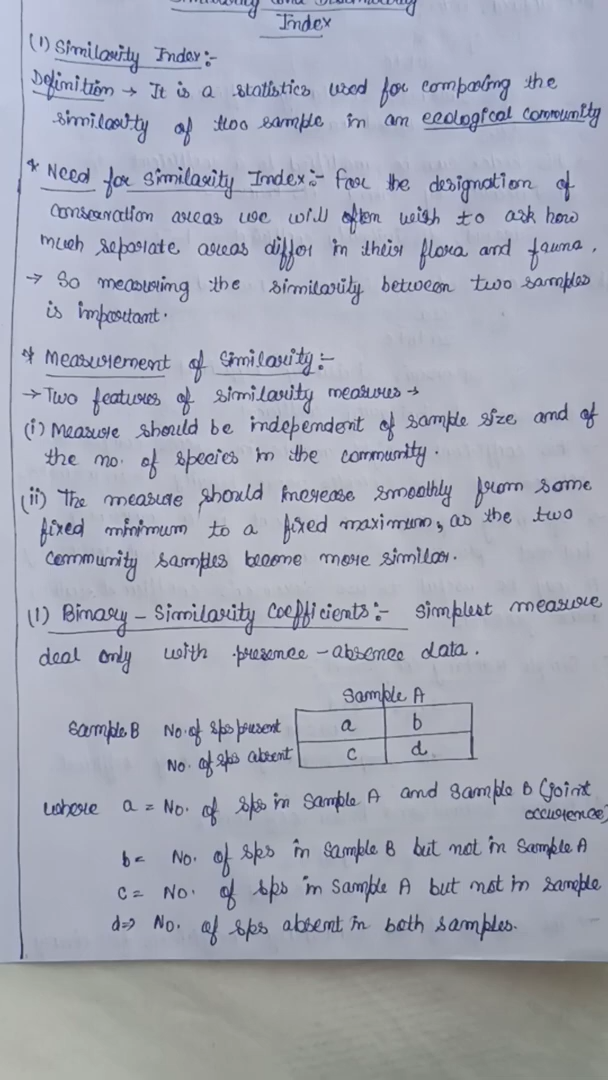 Index
(1) Similarity Index:-
Definition → It is a statistics used for comparing the
similarity of two sample in an ecological community
* Need for similarity Index:- For the designation of
conservation areas we will often wish to ask how
much separate areas differ in their flora and fauna.
→ So measuring the similarity between two samples
is important.
* Measurement of Similarity:-
→ Two features of similarity measures →
(i) Measure should be independent of sample size and of
the no. of species in the community.
(ii) The measure should increase smoothly from some
fixed minimum to a fixed maximum, as the two
community samples become more similar.
(1) Binary - Similarity Coefficients:- simplest measure
deal only with presence - absence data.
Sample A
Sample B No. of sps present a b
No. of sps absent c d
where a = No. of sps in Sample A and Sample B (joint
occurence)
b = No. of sps in Sample B but not in Sample A
c = No. of sps in Sample A but not in sample
d => No. of sps absent in both samples.